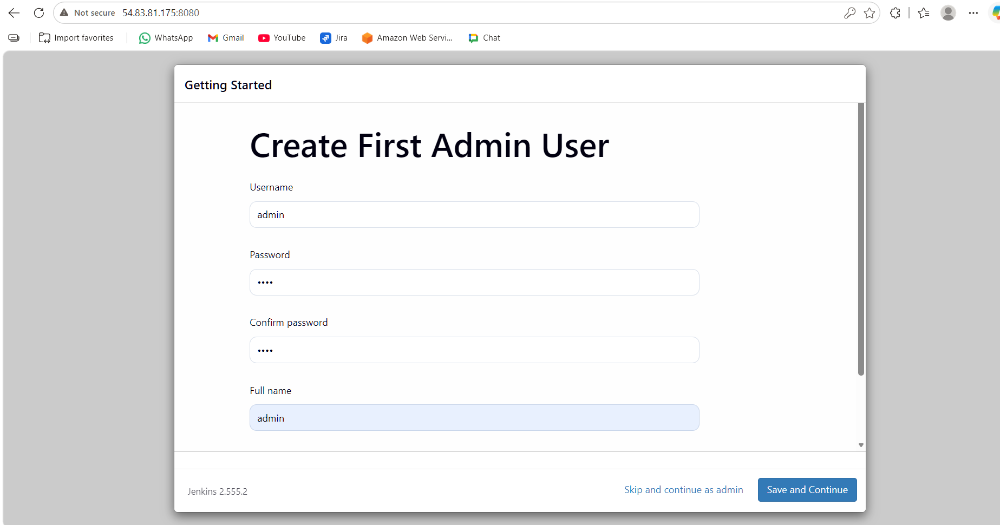 Not secure 54.83.81.175:8080
Import favorites WhatsApp Gmail YouTube Jira Amazon Web Servi... Chat
Getting Started
Create First Admin User
Username
admin
Password
••••
Confirm password
••••
Full name
admin
Jenkins 2.555.2 Skip and continue as admin Save and Continue